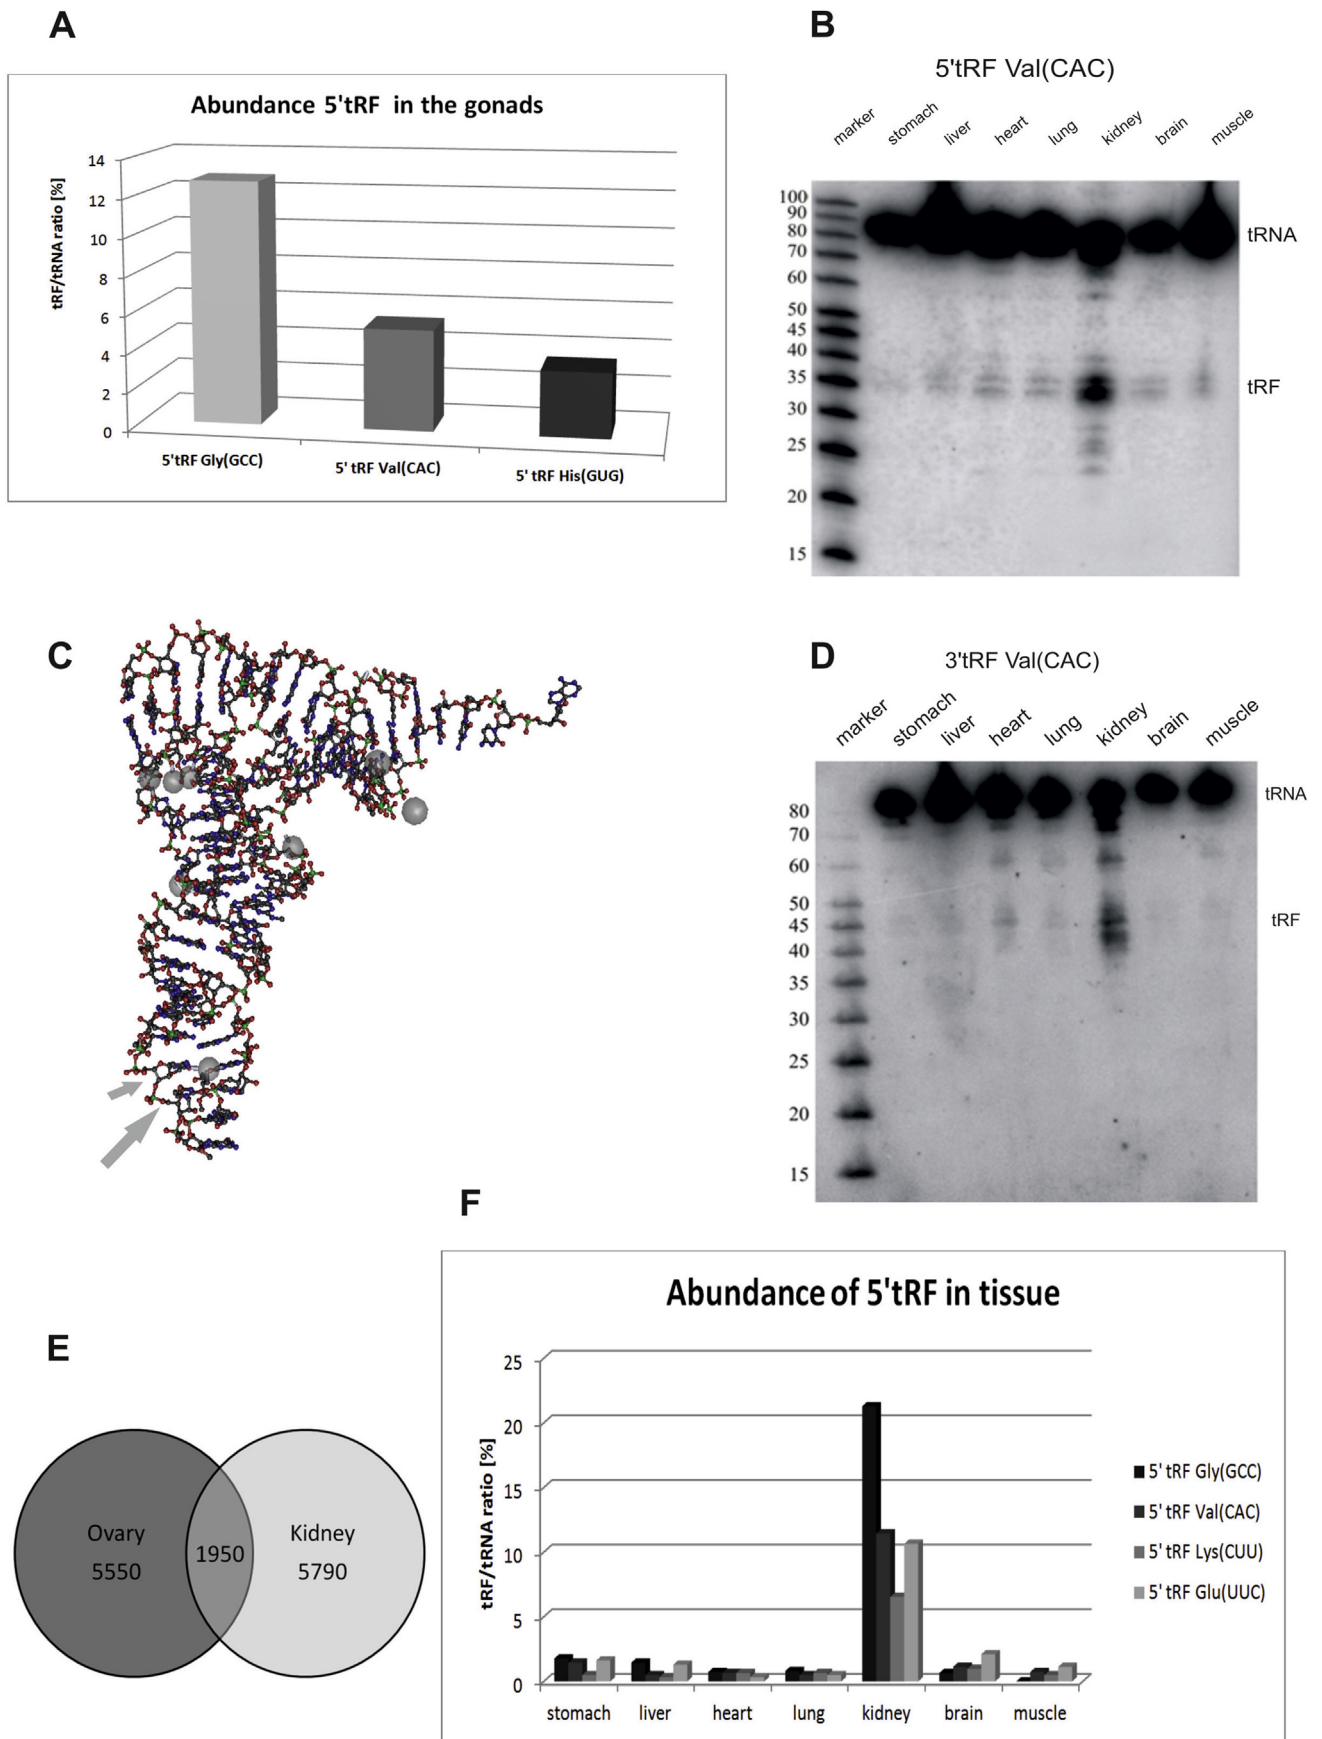 A
Abundance 5'tRF in the gonads
tRF/tRNA ratio [%]
14
12
10
8
6
4
2
0
5'tRF Gly(GCC)
5' tRF Val(CAC)
5' tRF His(GUG)
B
5'tRF Val(CAC)
marker stomach liver heart lung kidney brain muscle
100
90
80
70
60
50
45
40
35
30
25
20
15
tRNA
tRF
C
D
3'tRF Val(CAC)
marker stomach liver heart lung kidney brain muscle
80
70
60
50
45
40
35
30
25
20
15
tRNA
tRF
E
Ovary
5550
1950
Kidney
5790
F
Abundance of 5'tRF in tissue
tRF/tRNA ratio [%]
25
20
15
10
5
0
stomach liver heart lung kidney brain muscle
5' tRF Gly(GCC)
5' tRF Val(CAC)
5' tRF Lys(CUU)
5' tRF Glu(UUC)